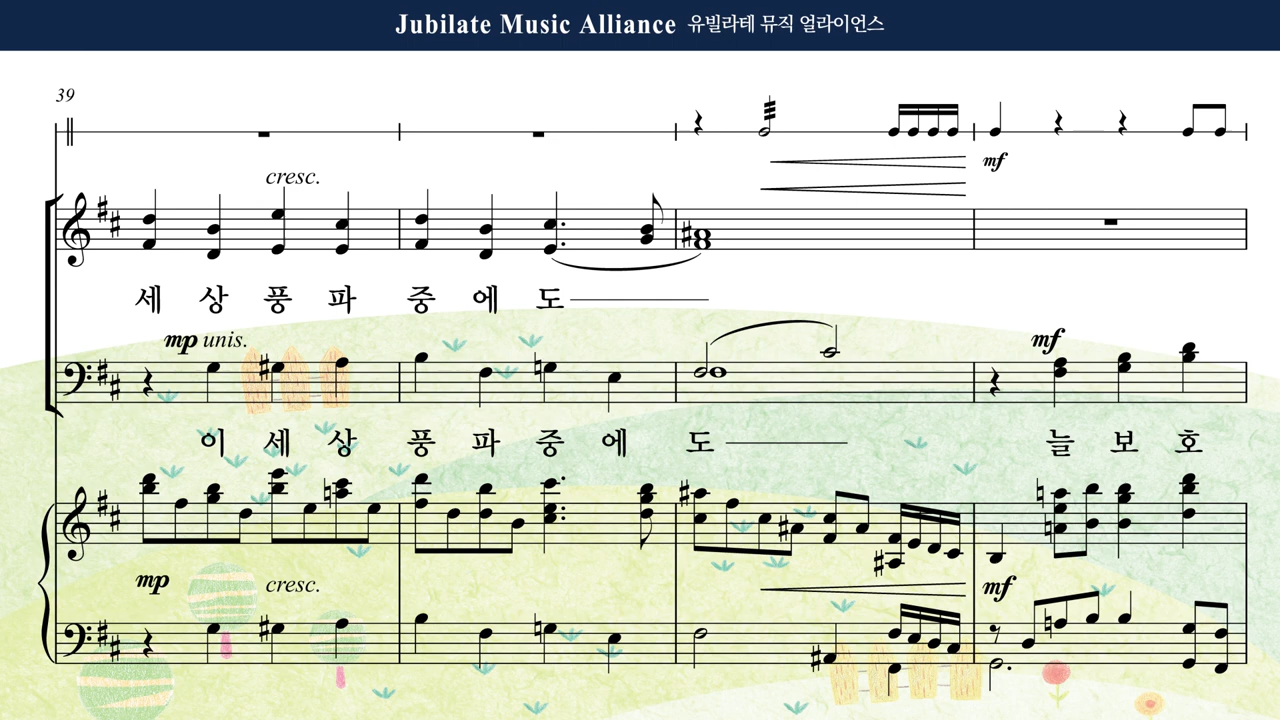 Jubilate Music Alliance 유빌라테 뮤직 얼라이언스
39
mf
cresc.
세 상 풍 파 중 에 도
mp unis.
mf
이 세 상 풍 파 중 에 도 늘 보 호
mp
cresc.
mf